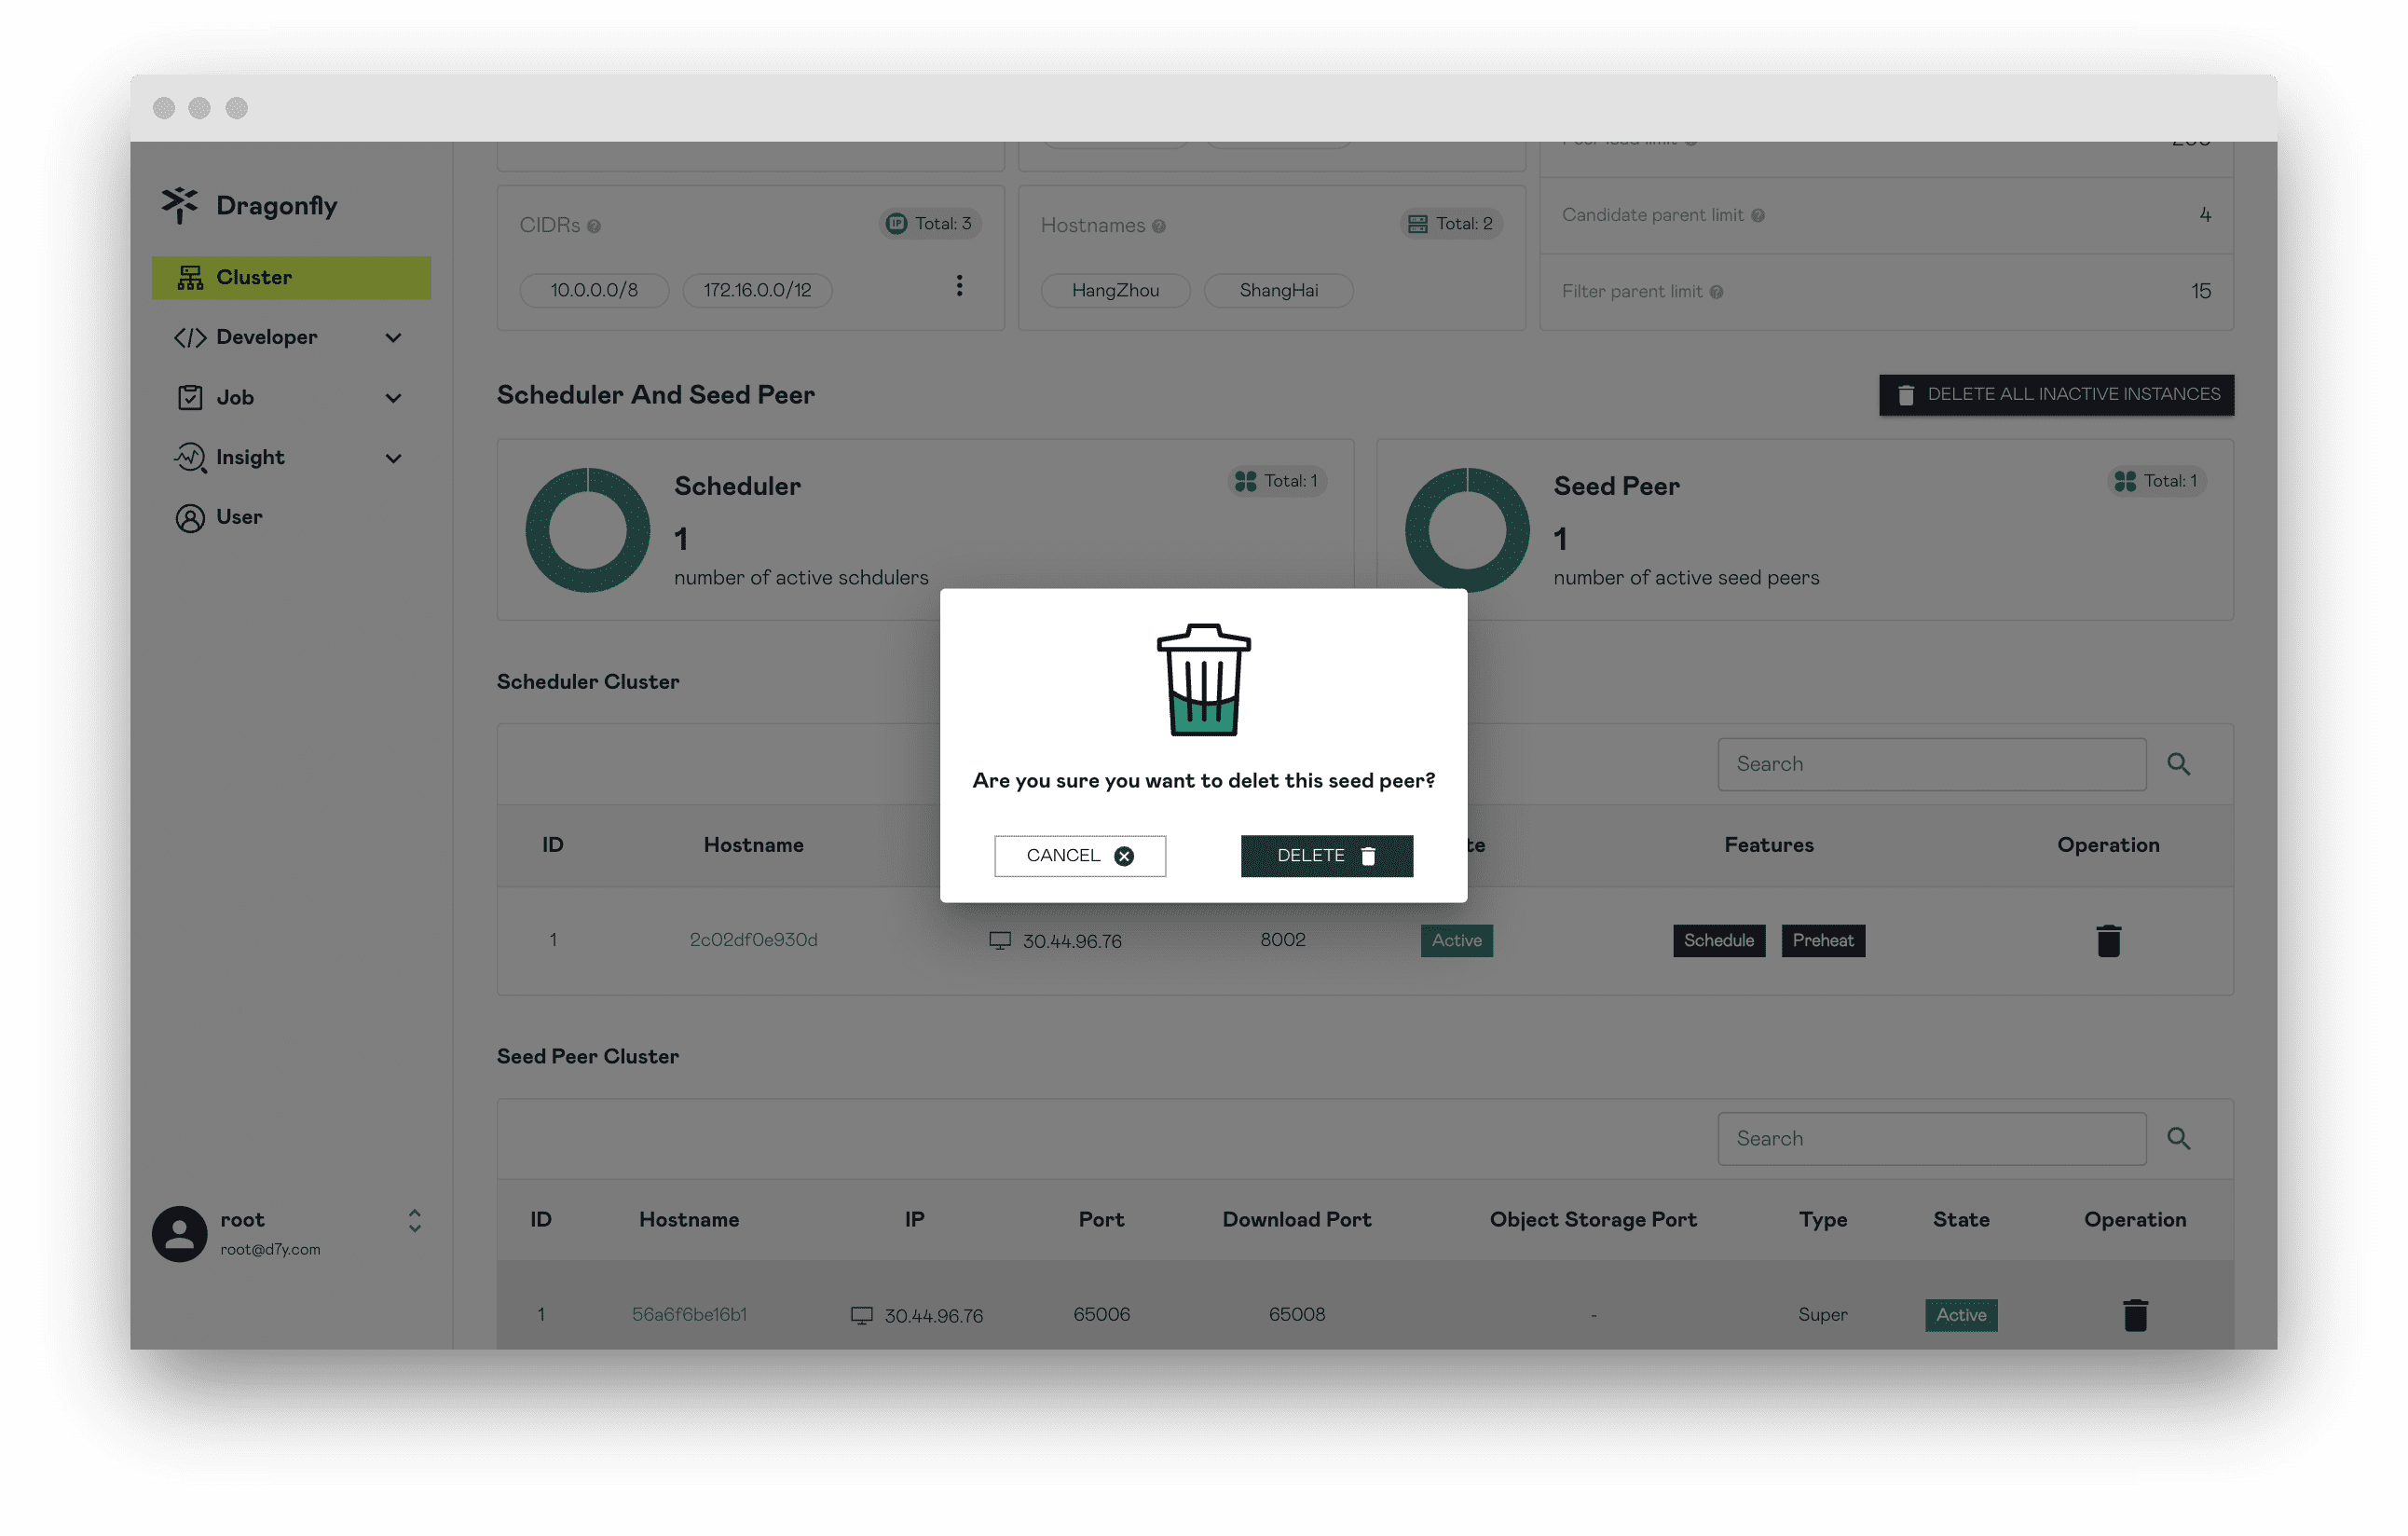 Dragonfly
Cluster
Developer
Job
Insight
User
root
root@d7y.com
CIDRs
IP Total: 3
10.0.0.0/8 172.16.0.0/12
Hostnames
Total: 2
HangZhou ShangHai
Candidate parent limit 4
Filter parent limit 15
Scheduler And Seed Peer
DELETE ALL INACTIVE INSTANCES
Scheduler
Total: 1
1
number of active schdulers
Seed Peer
Total: 1
1
number of active seed peers
Are you sure you want to delet this seed peer?
CANCEL DELETE
Scheduler Cluster
Search
ID Hostname Features Operation
1 2c02df0e930d 30.44.96.76 8002 Active Schedule Preheat
Seed Peer Cluster
Search
ID Hostname IP Port Download Port Object Storage Port Type State Operation
1 56a6f6be16b1 30.44.96.76 65006 65008 - Super Active